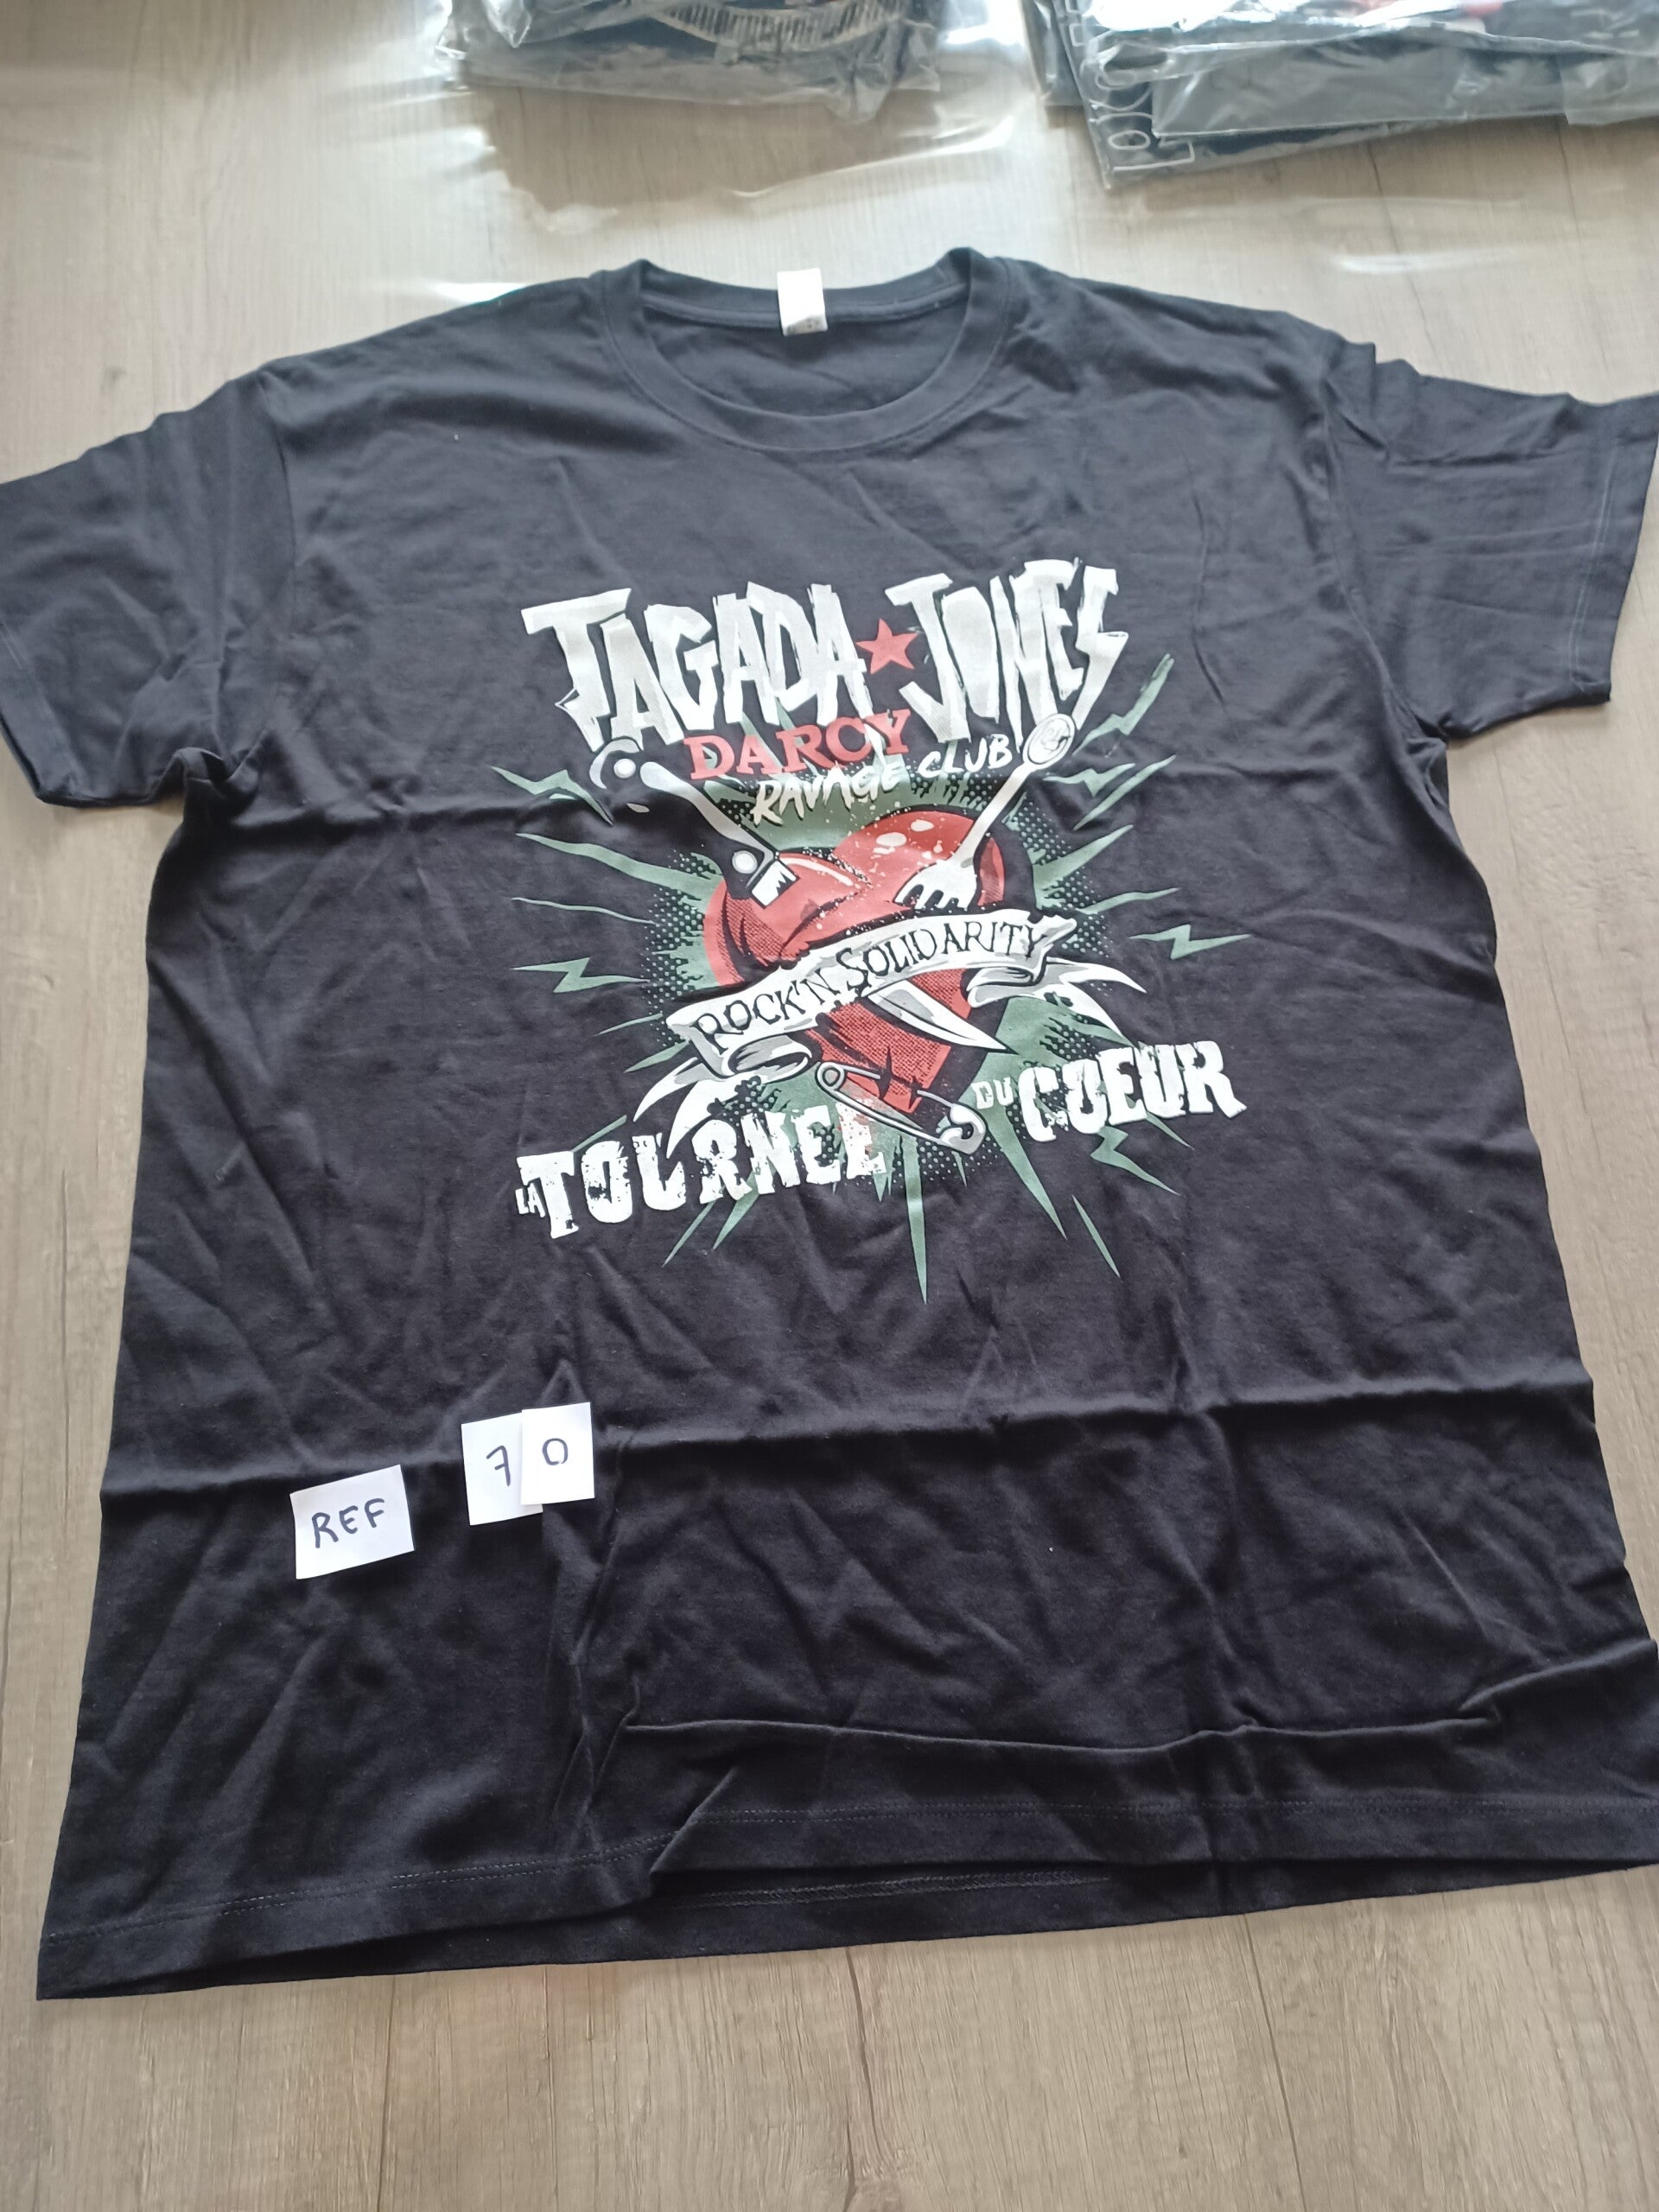 TAGADA JONES
DARCY
RAVAGE CLUB
ROCK'N SOLIDARITY
LA TOURNEE DU COEUR
REF 70